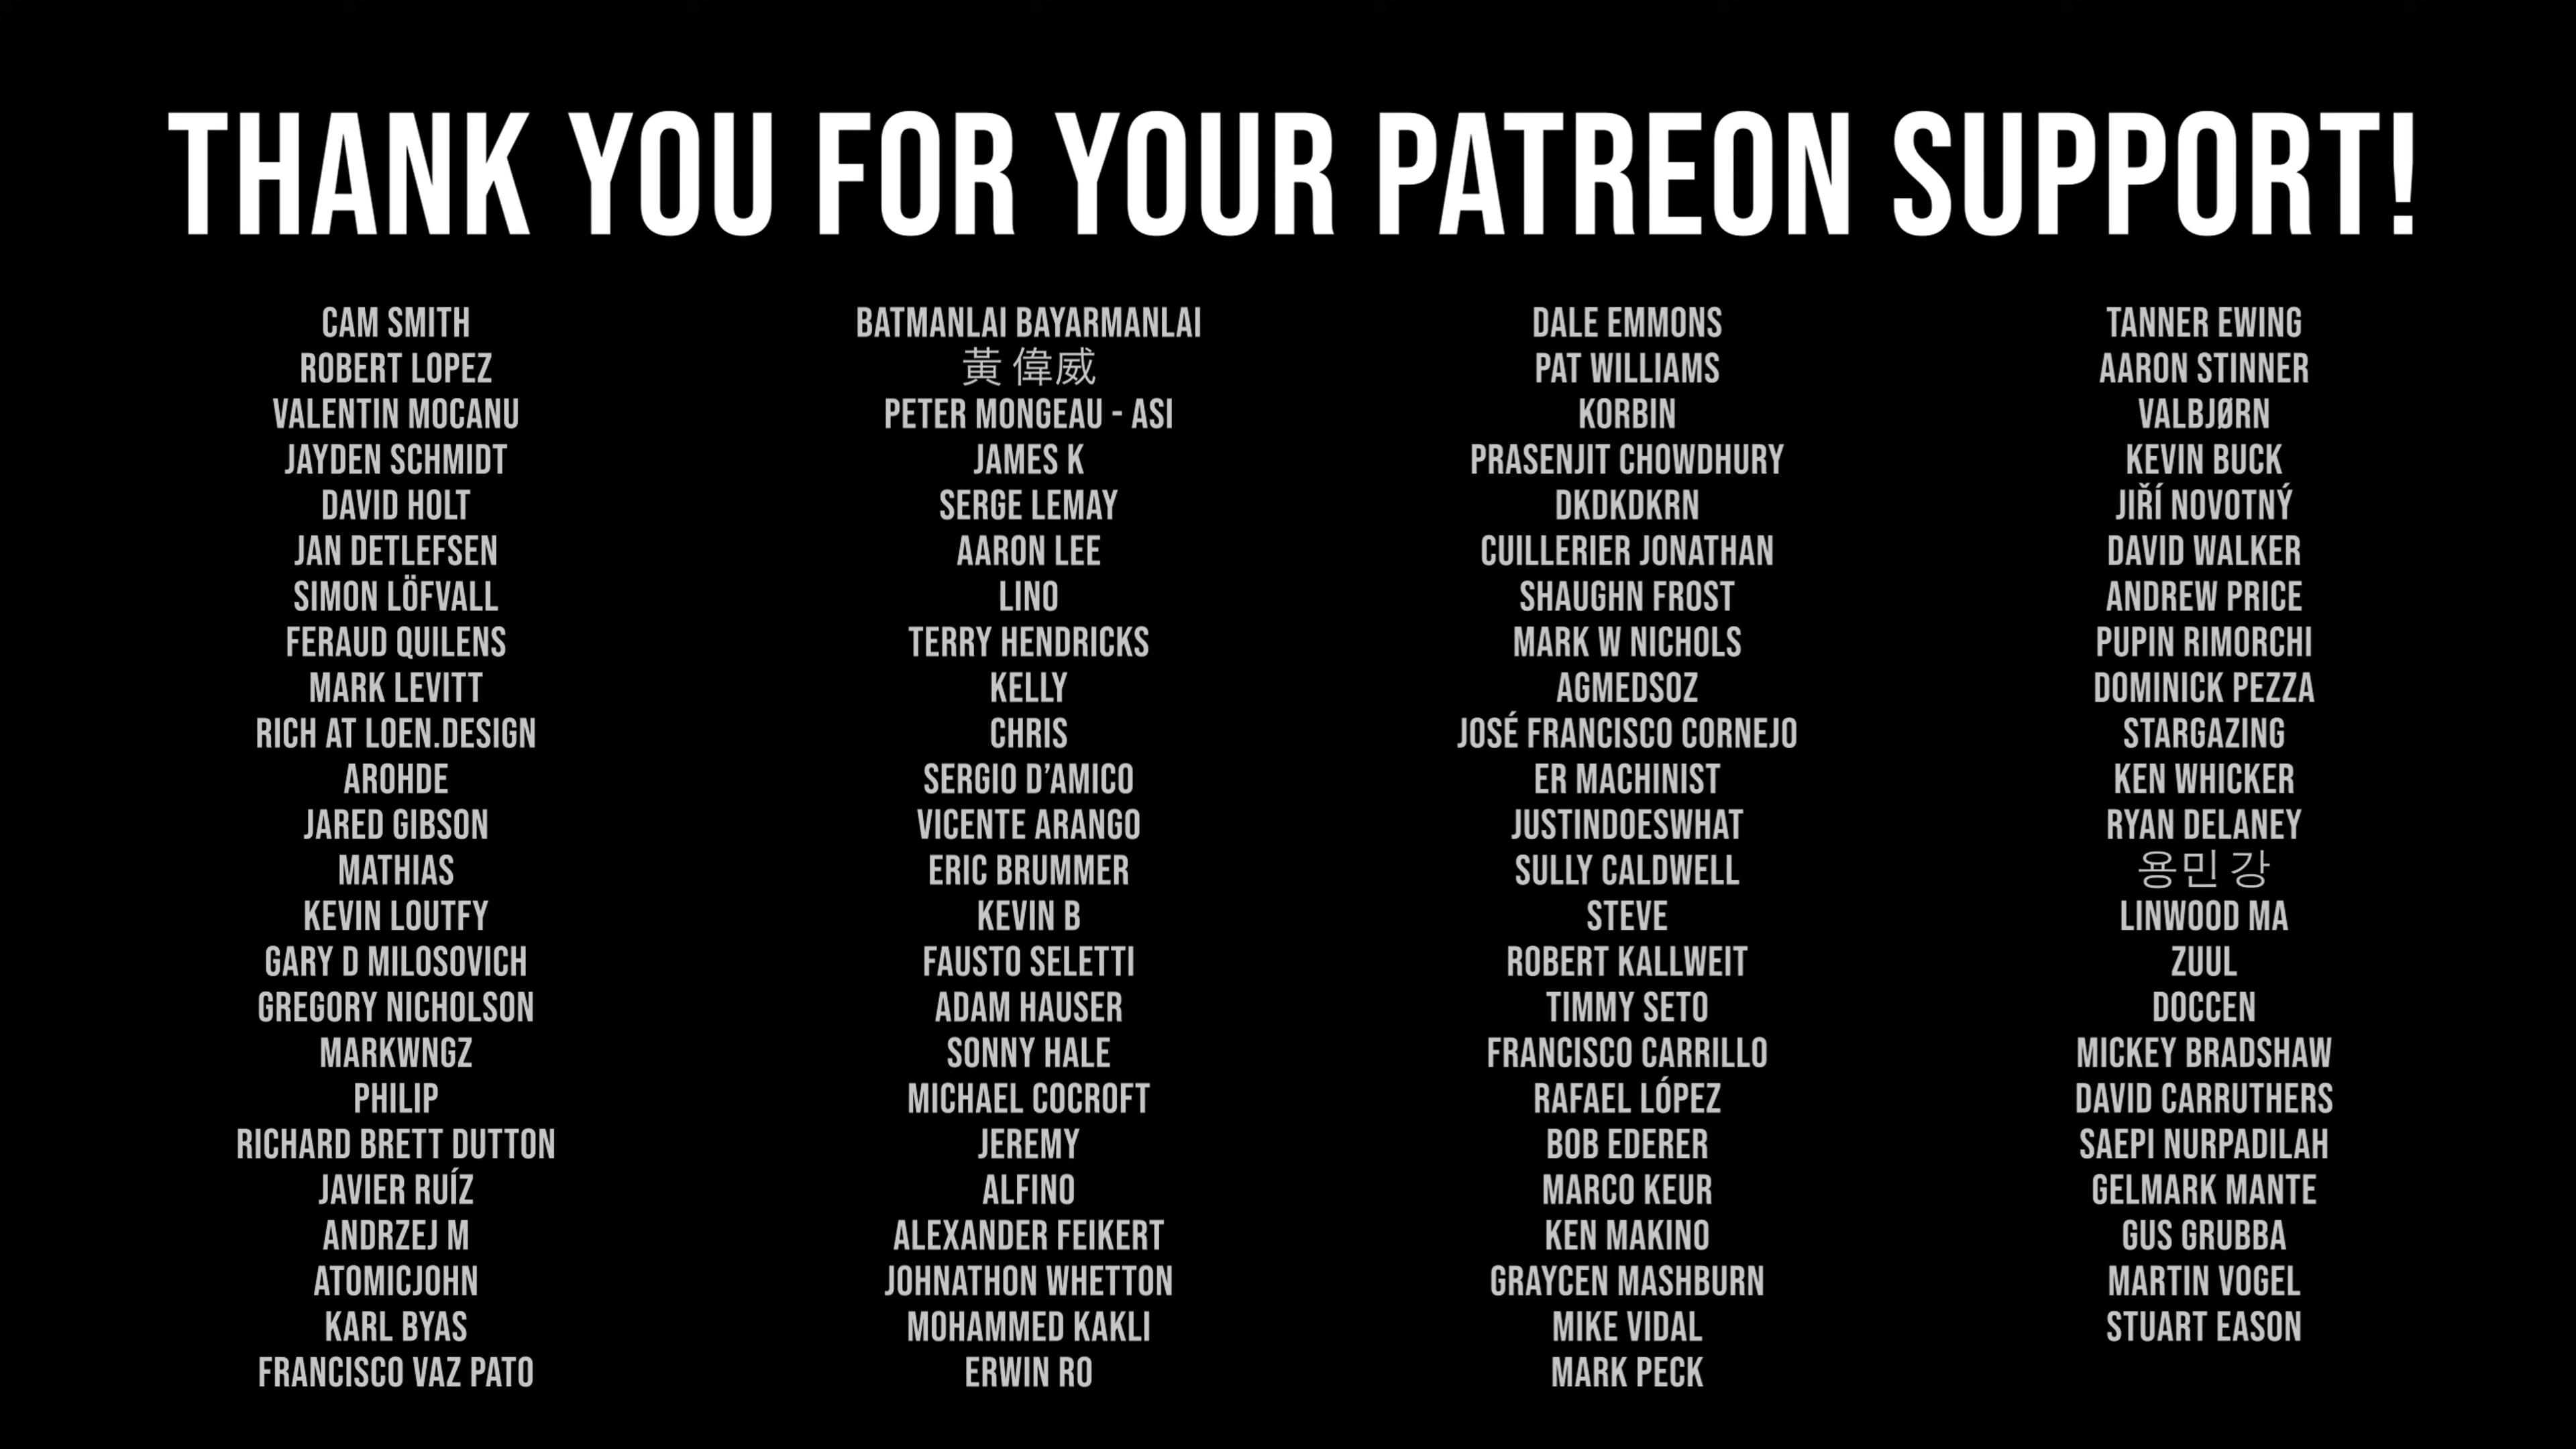 THANK YOU FOR YOUR PATREON SUPPORT!
CAM SMITH
ROBERT LOPEZ
VALENTIN MOCANU
JAYDEN SCHMIDT
DAVID HOLT
JAN DETLEFSEN
SIMON LÖFVALL
FERAUD QUILENS
MARK LEVITT
RICH AT LOEN.DESIGN
AROHDE
JARED GIBSON
MATHIAS
KEVIN LOUTFY
GARY D MILOSOVICH
GREGORY NICHOLSON
MARKWNGZ
PHILIP
RICHARD BRETT DUTTON
JAVIER RUÍZ
ANDRZEJ M
ATOMICJOHN
KARL BYAS
FRANCISCO VAZ PATO
BATMANLAI BAYARMANLAI
黃 偉威
PETER MONGEAU - ASI
JAMES K
SERGE LEMAY
AARON LEE
LINO
TERRY HENDRICKS
KELLY
CHRIS
SERGIO D’AMICO
VICENTE ARANGO
ERIC BRUMMER
KEVIN B
FAUSTO SELETTI
ADAM HAUSER
SONNY HALE
MICHAEL COCROFT
JEREMY
ALFINO
ALEXANDER FEIKERT
JOHNATHON WHETTON
MOHAMMED KAKLI
ERWIN RO
DALE EMMONS
PAT WILLIAMS
KORBIN
PRASENJIT CHOWDHURY
DKDKDKRN
CUILLERIER JONATHAN
SHAUGHN FROST
MARK W NICHOLS
AGMEDSOZ
JOSÉ FRANCISCO CORNEJO
ER MACHINIST
JUSTINDOESWHAT
SULLY CALDWELL
STEVE
ROBERT KALLWEIT
TIMMY SETO
FRANCISCO CARRILLO
RAFAEL LÓPEZ
BOB EDERER
MARCO KEUR
KEN MAKINO
GRAYCEN MASHBURN
MIKE VIDAL
MARK PECK
TANNER EWING
AARON STINNER
VALBJØRN
KEVIN BUCK
JIŘÍ NOVOTNÝ
DAVID WALKER
ANDREW PRICE
PUPIN RIMORCHI
DOMINICK PEZZA
STARGAZING
KEN WHICKER
RYAN DELANEY
용민 강
LINWOOD MA
ZUUL
DOCCEN
MICKEY BRADSHAW
DAVID CARRUTHERS
SAEPI NURPADILAH
GELMARK MANTE
GUS GRUBBA
MARTIN VOGEL
STUART EASON